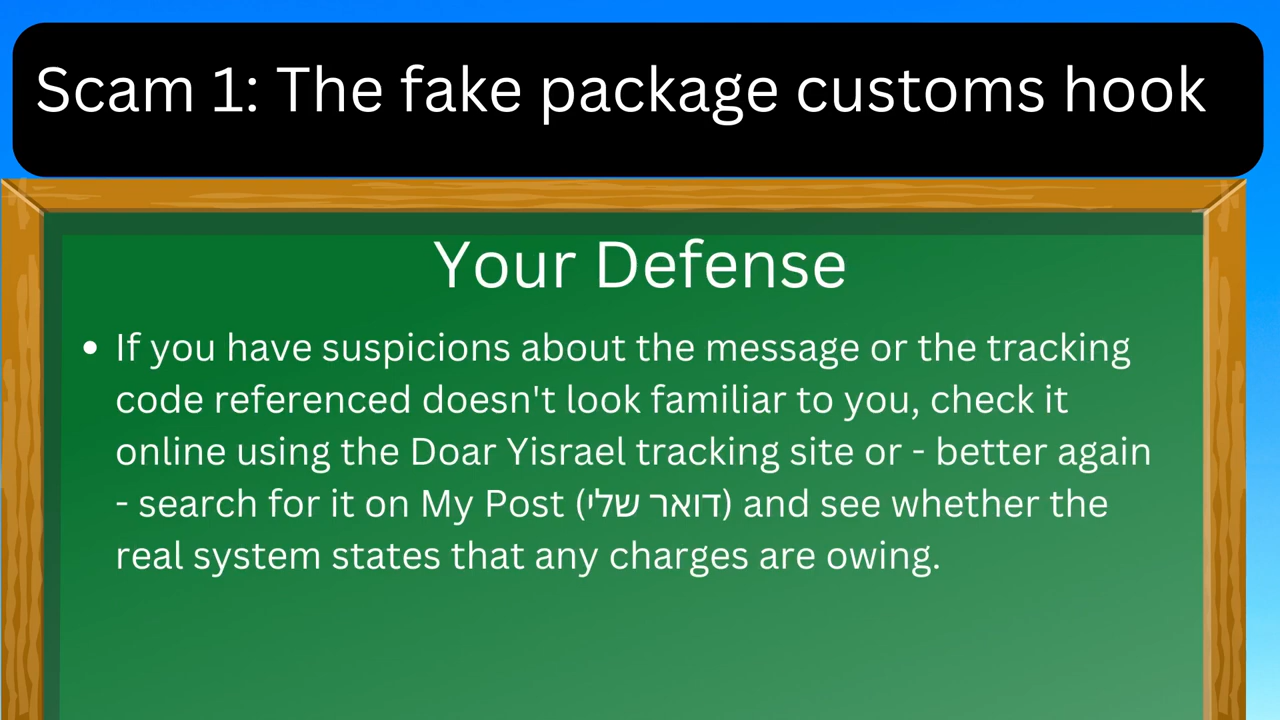 Scam 1: The fake package customs hook
Your Defense
• If you have suspicions about the message or the tracking
code referenced doesn't look familiar to you, check it
online using the Doar Yisrael tracking site or - better again
- search for it on My Post (דואר שלי) and see whether the
real system states that any charges are owing.